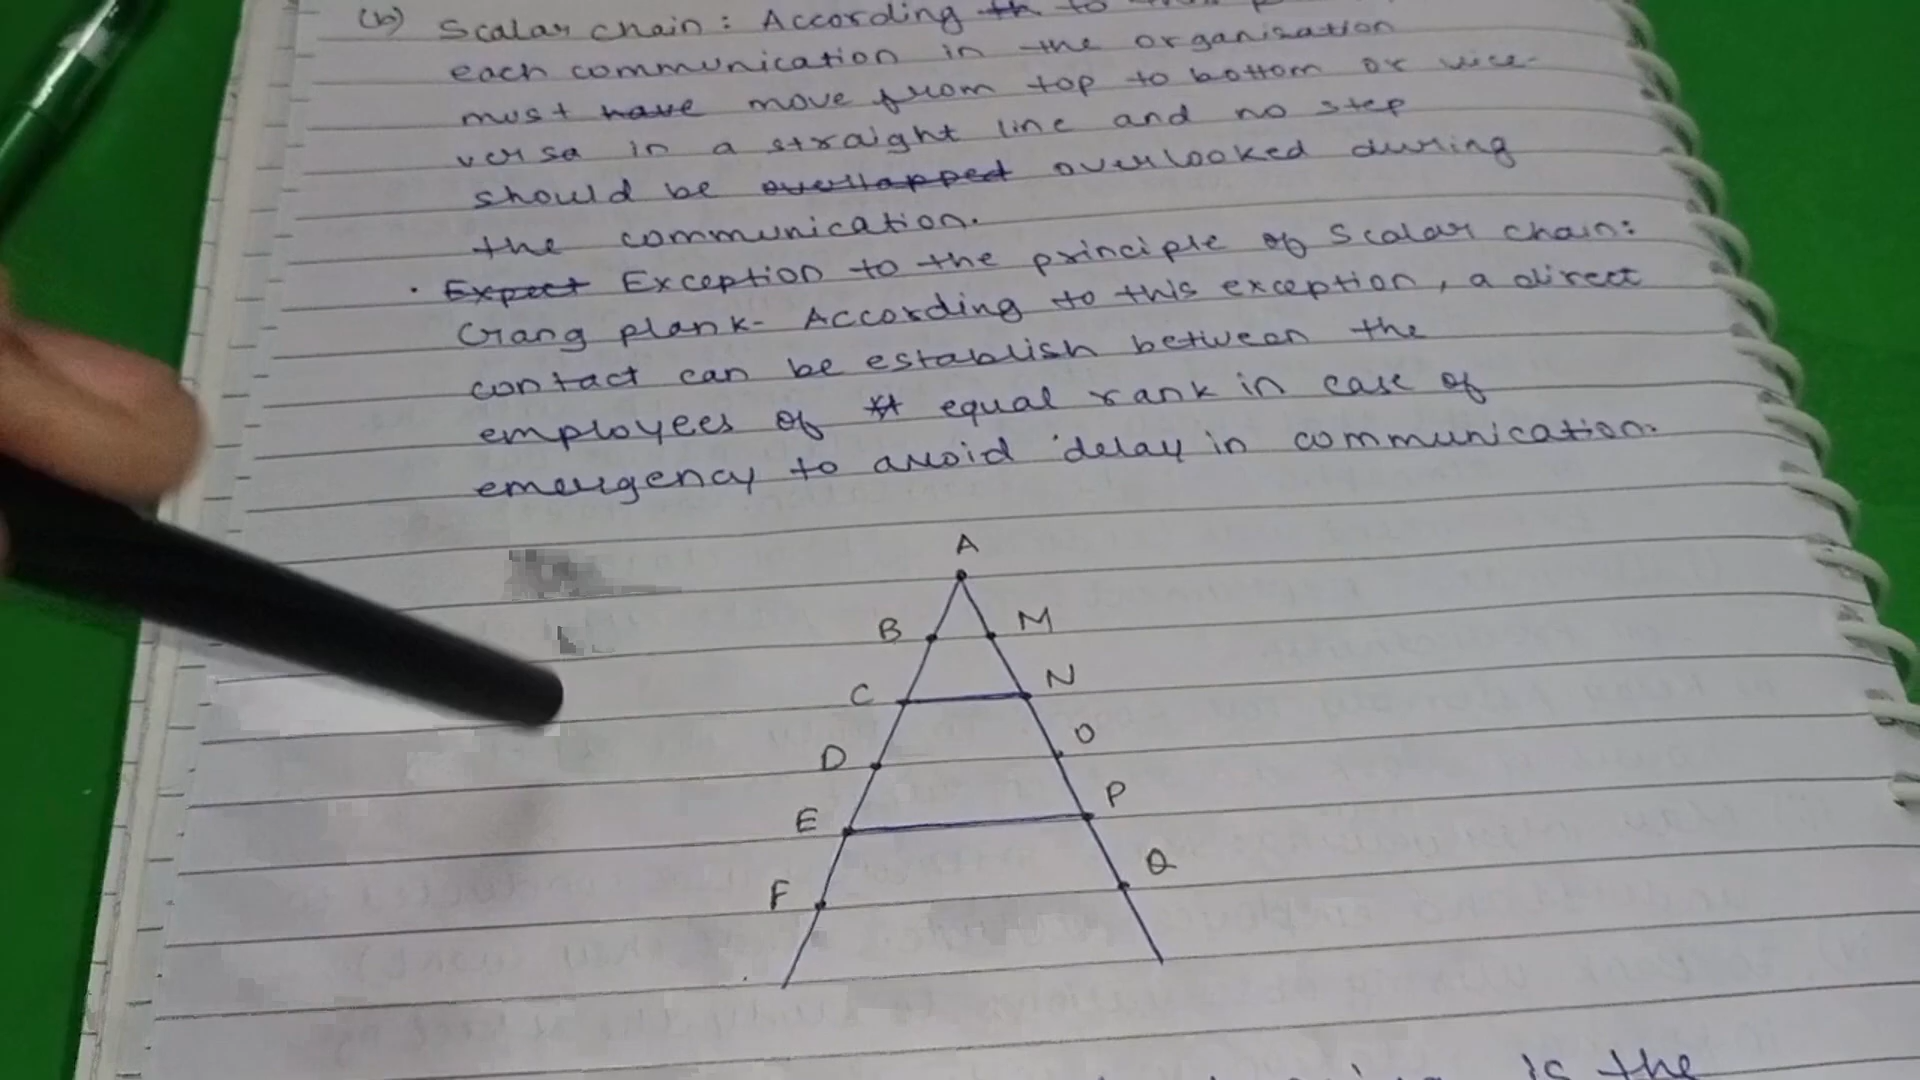 (b) Scalar chain: According th to
each communication in the organisation
must have move from top to bottom or vice-
versa in a straight line and no step
should be overlapped overlooked during
the communication.
· Expect Exception to the principle of Scalar chain:
Gang plank- According to this exception, a direct
contact can be establish between the
employees of equal rank in case of
emergency to avoid delay in communication.
A
B M
C N
D O
E P
F Q
is the